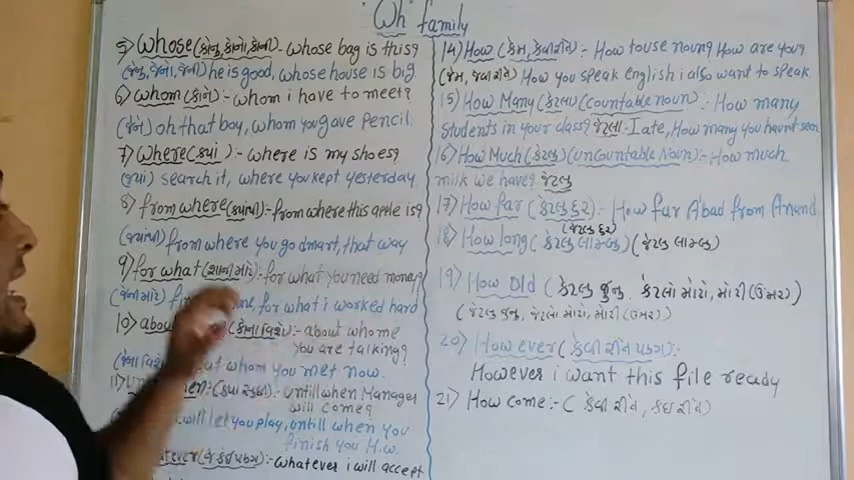 "Wh" family
5) Whose (કોનુ, કોનો, કોની) :- whose bag is this?
(જેનુ, જેનો, જેની) he is good, whose house is big.
6) whom (કોને) :- whom i have to meet?
(જેને) oh that boy, whom you gave pencil.
7) Where (ક્યાં) :- where is my shoes?
(જ્યાં) search it, where you kept yesterday.
8) from where (ક્યાંથી) :- from where this apple is?
(જ્યાંથી) from where you go dmart, that way
9) for what (શાના માટે) :- for what you need money?
(જેના માટે) for what i worked hard
10) (કોના વિશે) :- about whome
you are talking?
(જેના વિશે) whom you met now.
11) (ક્યાં સુધી) :- untill when Manager
will come?
will let you play, untill when you
finish you H.w.
(જે કંઈ પણ) :- whatever i will accept
14) How (કેમ, કેવી રીતે) :- How to use noun? How are you?
(જેમ, જેવી રીતે) How you speak english i also want to speak
15) How Many (કેટલા) (countable noun) :- How many
students in your class? જેટલા - I ate, How many you havn't seen
16) How Much (કેટલુ) (uncountable Noun) :- How much
milk we have? જેટલુ
17) How far (કેટલુ દુર) :- How far A'bad from Anand
(જેટલુ દુર)
18) How long (કેટલુ લામ્બુ) (જેટલુ લામ્બુ)
19) How Old (કેટલુ જુનુ, કેટલો મોટો, મોટી (ઉંમર))
(જેટલુ જુનુ, જેટલો મોટો, મોટી (ઉંમર))
20) How ever (કેવી રીતે પણ) :-
However i want this file ready
21) How come :- (કેવી રીતે, કઇ રીતે)